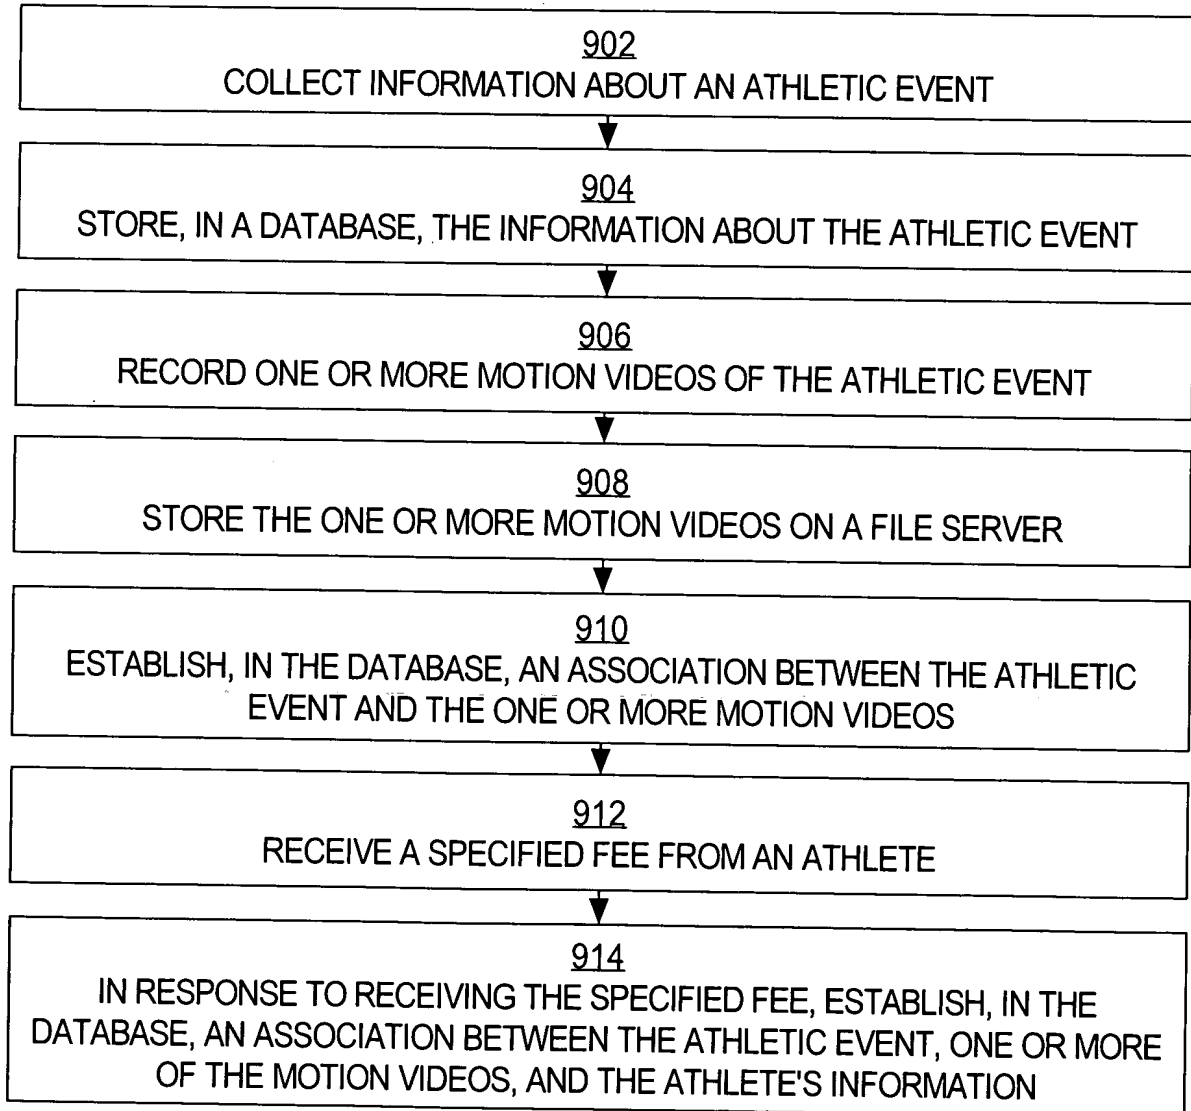 902
COLLECT INFORMATION ABOUT AN ATHLETIC EVENT
904
STORE, IN A DATABASE, THE INFORMATION ABOUT THE ATHLETIC EVENT
906
RECORD ONE OR MORE MOTION VIDEOS OF THE ATHLETIC EVENT
908
STORE THE ONE OR MORE MOTION VIDEOS ON A FILE SERVER
910
ESTABLISH, IN THE DATABASE, AN ASSOCIATION BETWEEN THE ATHLETIC
EVENT AND THE ONE OR MORE MOTION VIDEOS
912
RECEIVE A SPECIFIED FEE FROM AN ATHLETE
914
IN RESPONSE TO RECEIVING THE SPECIFIED FEE, ESTABLISH, IN THE
DATABASE, AN ASSOCIATION BETWEEN THE ATHLETIC EVENT, ONE OR MORE
OF THE MOTION VIDEOS, AND THE ATHLETE'S INFORMATION